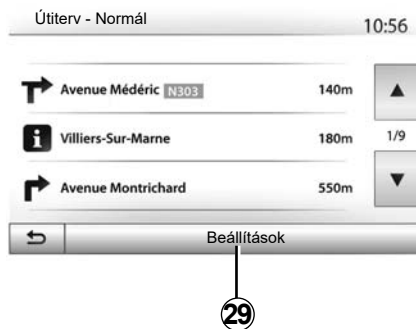 Útiterv - Normál 10:56
Avenue Médéric N303 140m
Villiers-Sur-Marne 180m 1/9
Avenue Montrichard 550m
Beállítások
29